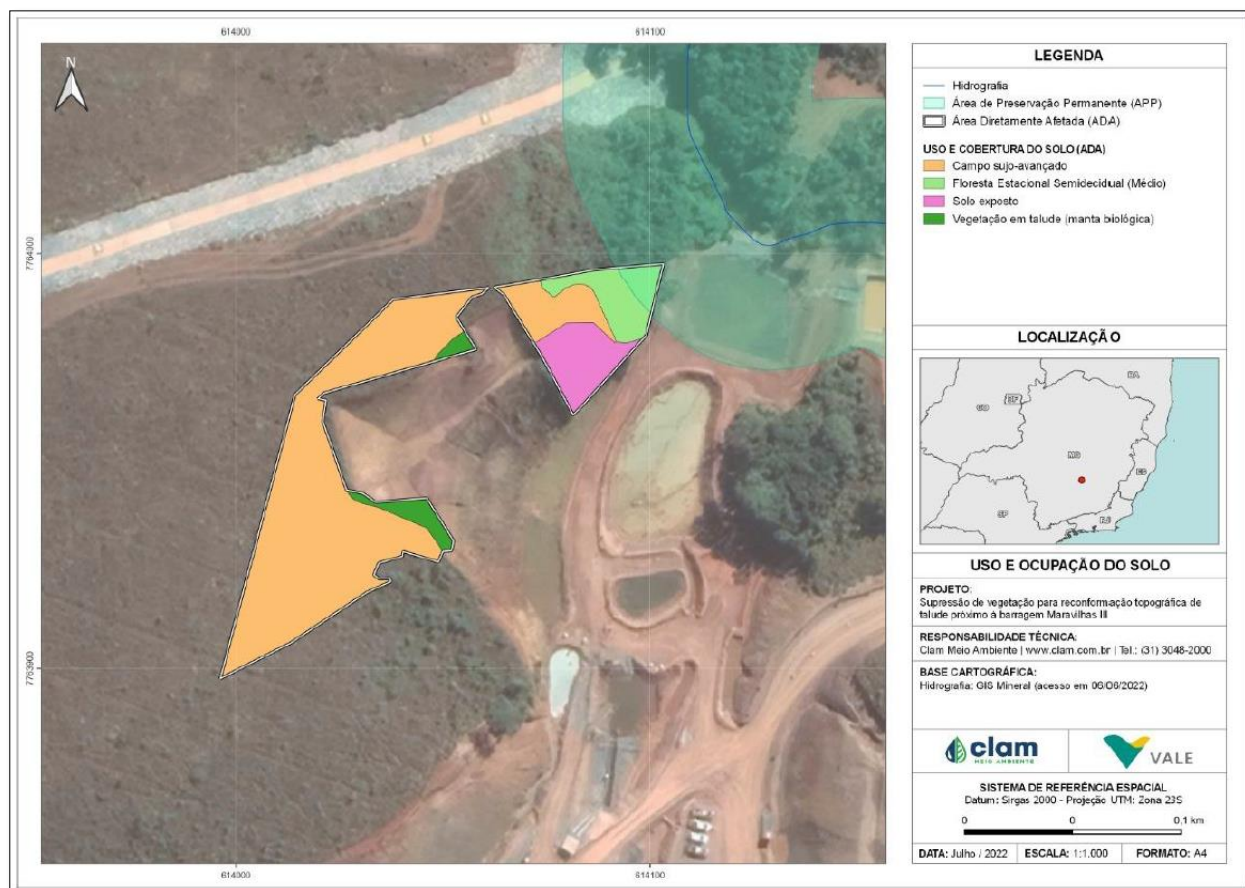 614000
614100
N
7764000
7763900
614000
614100
LEGENDA
Hidrografia
Área de Preservação Permanente (APP)
Área Diretamente Afetada (ADA)
USO E COBERTURA DO SOLO (ADA)
Campo sujo-avançado
Floresta Estacional Semidecidual (Médio)
Solo exposto
Vegetação em talude (manta biológica)
LOCALIZAÇÃO
BA
GO
DF
MG
ES
SP
RJ
USO E OCUPAÇÃO DO SOLO
PROJETO:
Supressão de vegetação para reconformação topográfica de
talude próximo à barragem Maravilhas III
RESPONSABILIDADE TÉCNICA:
Clam Meio Ambiente | www.clam.com.br | Tel.: (31) 3048-2000
BASE CARTOGRÁFICA:
Hidrografia: GIS Mineral (acesso em 06/06/2022)
clam
MEIO AMBIENTE
VALE
SISTEMA DE REFERÊNCIA ESPACIAL
Datum: Sirgas 2000 - Projeção UTM: Zona 23S
0 0 0,1 km
DATA: Julho / 2022 ESCALA: 1:1.000 FORMATO: A4